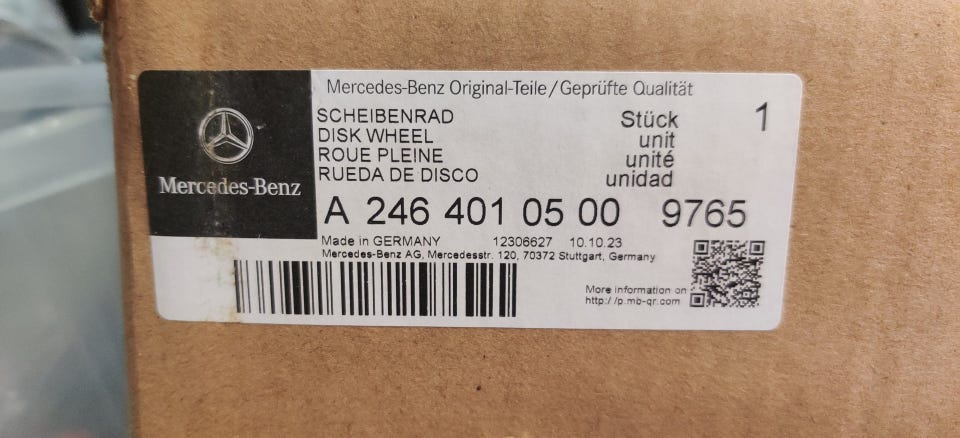 Mercedes-Benz Original-Teile/Geprüfte Qualität
Mercedes-Benz
SCHEIBENRAD
DISK WHEEL
ROUE PLEINE
RUEDA DE DISCO
Stück 1
unit
unité
unidad
A 246 401 05 00 9765
Made in GERMANY 12306627 10.10.23
Mercedes-Benz AG, Mercedesstr. 120, 70372 Stuttgart, Germany
More information on
http://p.mb-qr.com